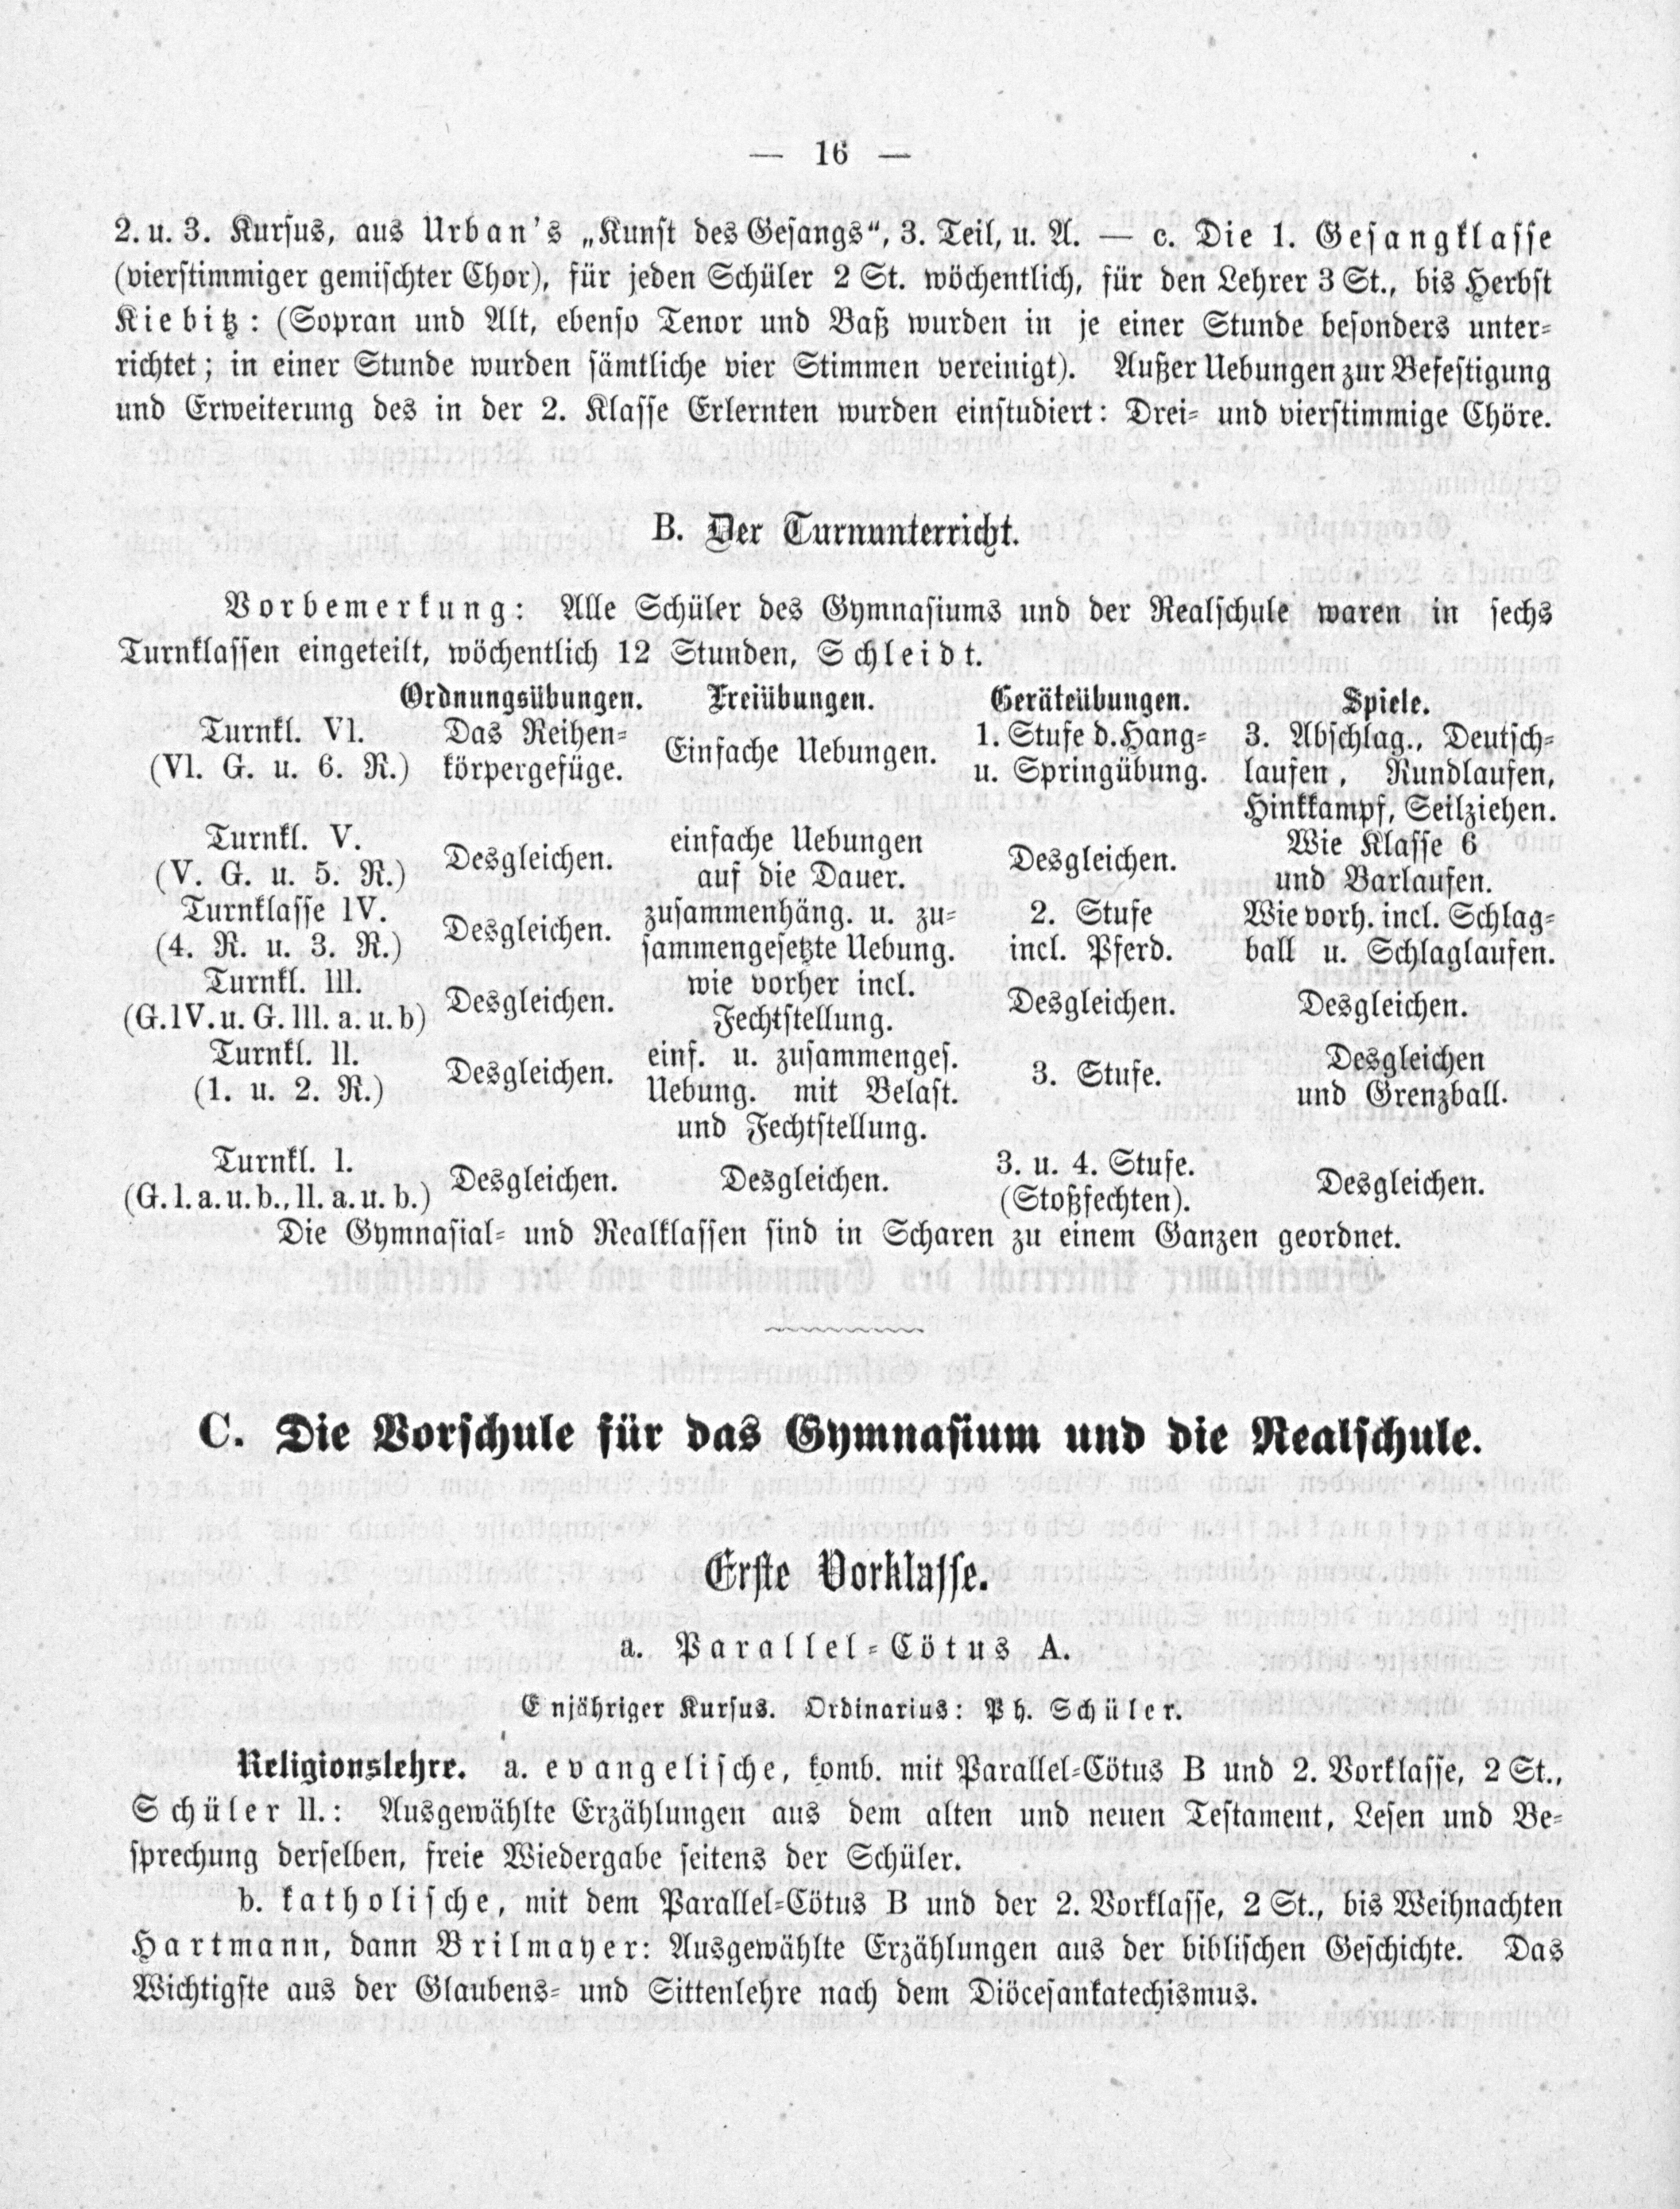 — 16 —
2. u. 3. Kursus, aus Urban's „Kunst des Gesangs“, 3. Teil, u. A. — c. Die 1. Gesangklasse
(vierstimmiger gemischter Chor), für jeden Schüler 2 St. wöchentlich, für den Lehrer 3 St., bis Herbst
Kiebitz: (Sopran und Alt, ebenso Tenor und Baß wurden in je einer Stunde besonders unter-
richtet; in einer Stunde wurden sämtliche vier Stimmen vereinigt). Außer Uebungen zur Befestigung
und Erweiterung des in der 2. Klasse Erlernten wurden einstudiert: Drei- und vierstimmige Chöre.
B. Der Turnunterricht.
Vorbemerkung: Alle Schüler des Gymnasiums und der Realschule waren in sechs
Turnklassen eingeteilt, wöchentlich 12 Stunden, Schleidt.
Ordnungsübungen. Freiübungen. Geräteübungen. Spiele.
Turnkl. VI. Das Reihen- Einfache Uebungen. 1. Stufe d. Hang- 3. Abschlag., Deutsch-
(VI. G. u. 6. R.) körpergefüge. u. Springübung. laufen, Rundlaufen,
Hinkkampf, Seilziehen.
Turnkl. V. Desgleichen. einfache Uebungen Desgleichen. Wie Klasse 6
(V. G. u. 5. R.) auf die Dauer. und Barlaufen.
Turnklasse IV. Desgleichen. zusammenhäng. u. zu- 2. Stufe Wie vorh. incl. Schlag-
(4. R. u. 3. R.) sammengesetzte Uebung. incl. Pferd. ball u. Schlaglaufen.
Turnkl. III. Desgleichen. wie vorher incl. Desgleichen. Desgleichen.
(G. IV. u. G. III. a. u. b) Fechtstellung.
Turnkl. II. Desgleichen. einf. u. zusammenges. 3. Stufe. Desgleichen
(1. u. 2. R.) Uebung. mit Belast. und Grenzball.
und Fechtstellung.
Turnkl. I. Desgleichen. Desgleichen. 3. u. 4. Stufe. Desgleichen.
(G. I. a. u. b., II. a. u. b.) (Stoßfechten).
Die Gymnasial- und Realklassen sind in Scharen zu einem Ganzen geordnet.
C. Die Vorschule für das Gymnasium und die Realschule.
Erste Vorklasse.
a. Parallel-Cötus A.
E njähriger Kursus. Ordinarius: Ph. Schüler.
Religionslehre. a. evangelische, komb. mit Parallel-Cötus B und 2. Vorklasse, 2 St.,
Schüler II.: Ausgewählte Erzählungen aus dem alten und neuen Testament, Lesen und Be-
sprechung derselben, freie Wiedergabe seitens der Schüler.
b. katholische, mit dem Parallel-Cötus B und der 2. Vorklasse, 2 St., bis Weihnachten
Hartmann, dann Brilmayer: Ausgewählte Erzählungen aus der biblischen Geschichte. Das
Wichtigste aus der Glaubens- und Sittenlehre nach dem Diöcesankatechismus.